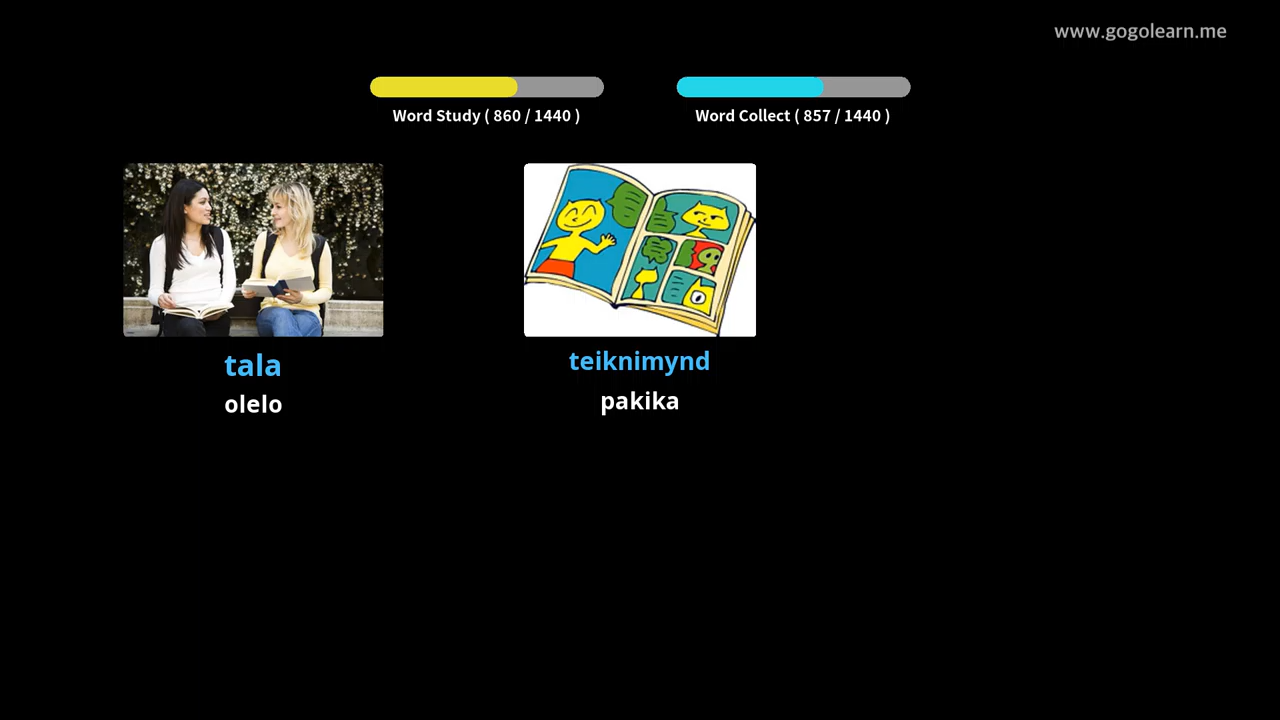 www.gogolearn.me
Word Study ( 860 / 1440 )
Word Collect ( 857 / 1440 )
tala
olelo
teiknimynd
pakika